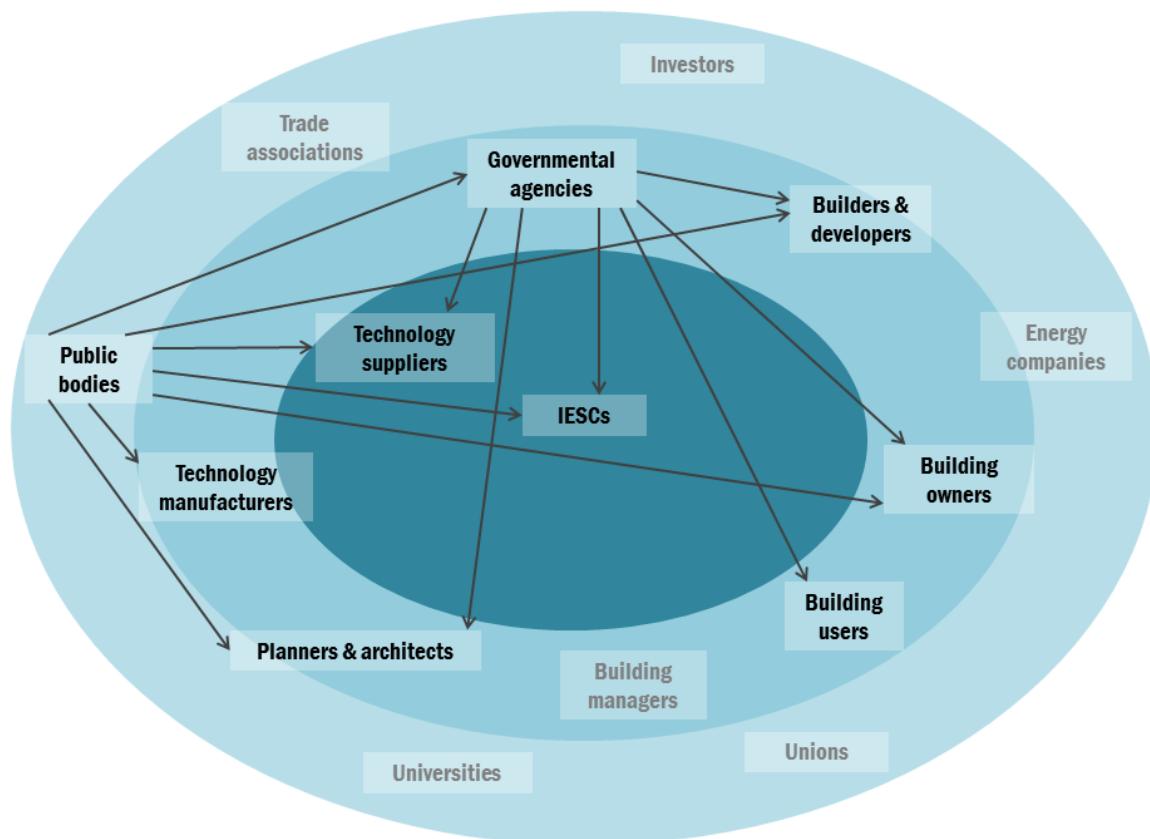 Investors
Trade
associations
Governmental
agencies
Builders &
developers
Technology
suppliers
Energy
companies
Public
bodies
IESCs
Technology
manufacturers
Building
owners
Building
users
Planners & architects
Building
managers
Unions
Universities